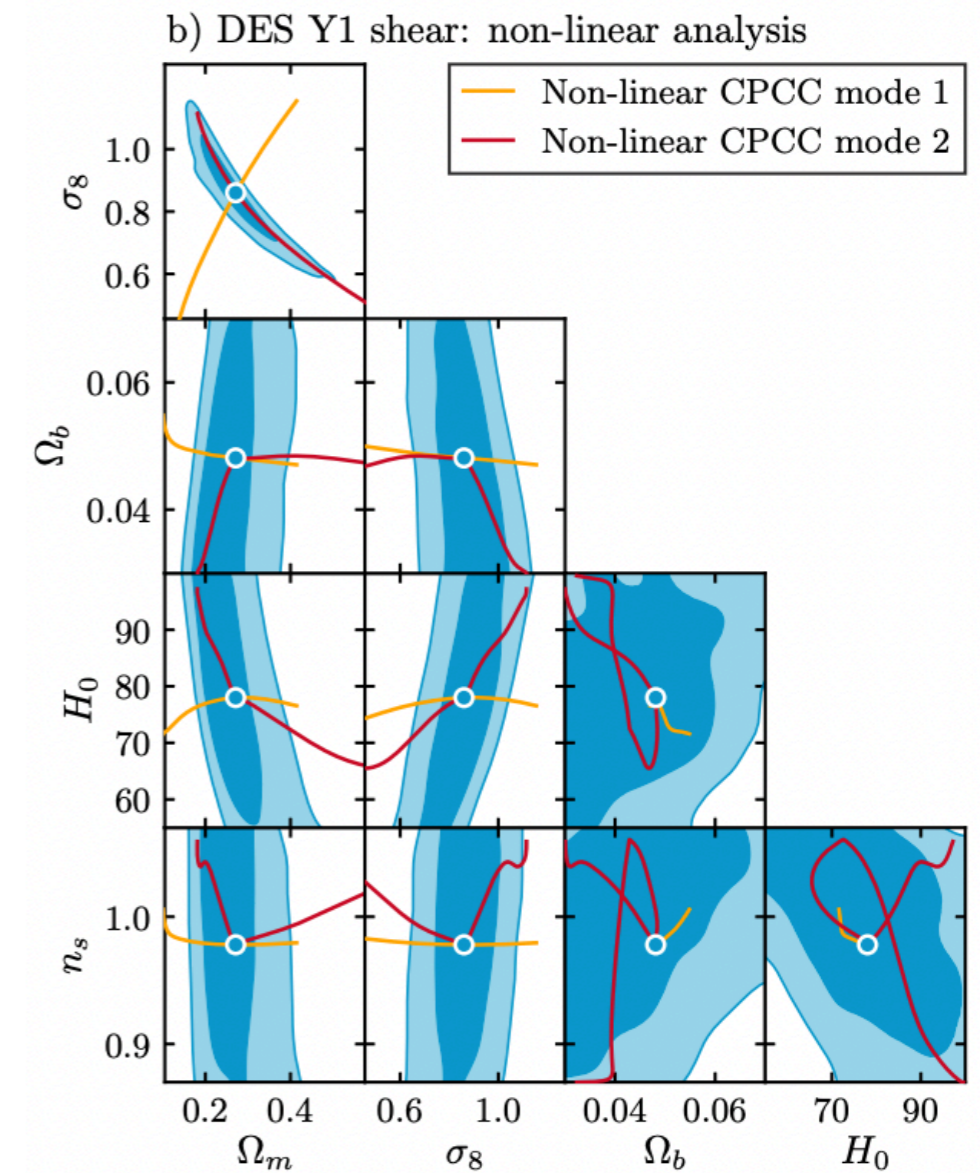 b) DES Y1 shear: non-linear analysis
Non-linear CPCC mode 1
Non-linear CPCC mode 2
σ8
1.0
0.8
0.6
Ωb
0.06
0.04
H0
90
80
70
60
ns
1.0
0.9
0.2 0.4 0.6 1.0 0.04 0.06 70 90
Ωm σ8 Ωb H0